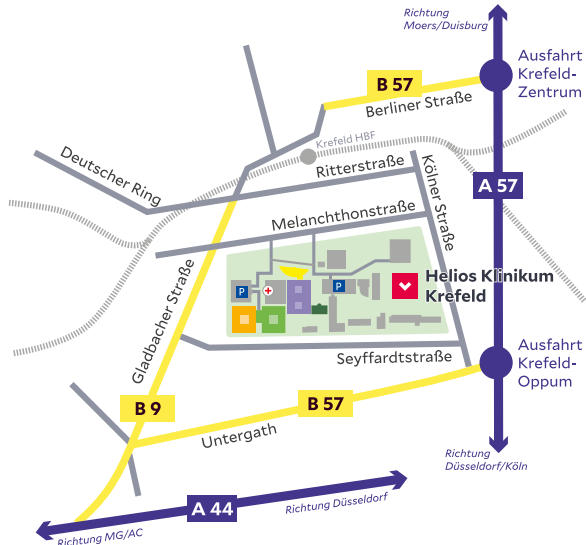 Richtung
Moers/Duisburg
Ausfahrt
Krefeld-
Zentrum
B 57
Berliner Straße
Krefeld HBF
Deutscher Ring
Ritterstraße
Kölner Straße
A 57
Melanchthonstraße
P
P
Helios Klinikum
Krefeld
Gladbacher Straße
Seyffardtstraße
Ausfahrt
Krefeld-
Oppum
B 9
B 57
Untergath
Richtung
Düsseldorf/Köln
A 44
Richtung Düsseldorf
Richtung MG/AC